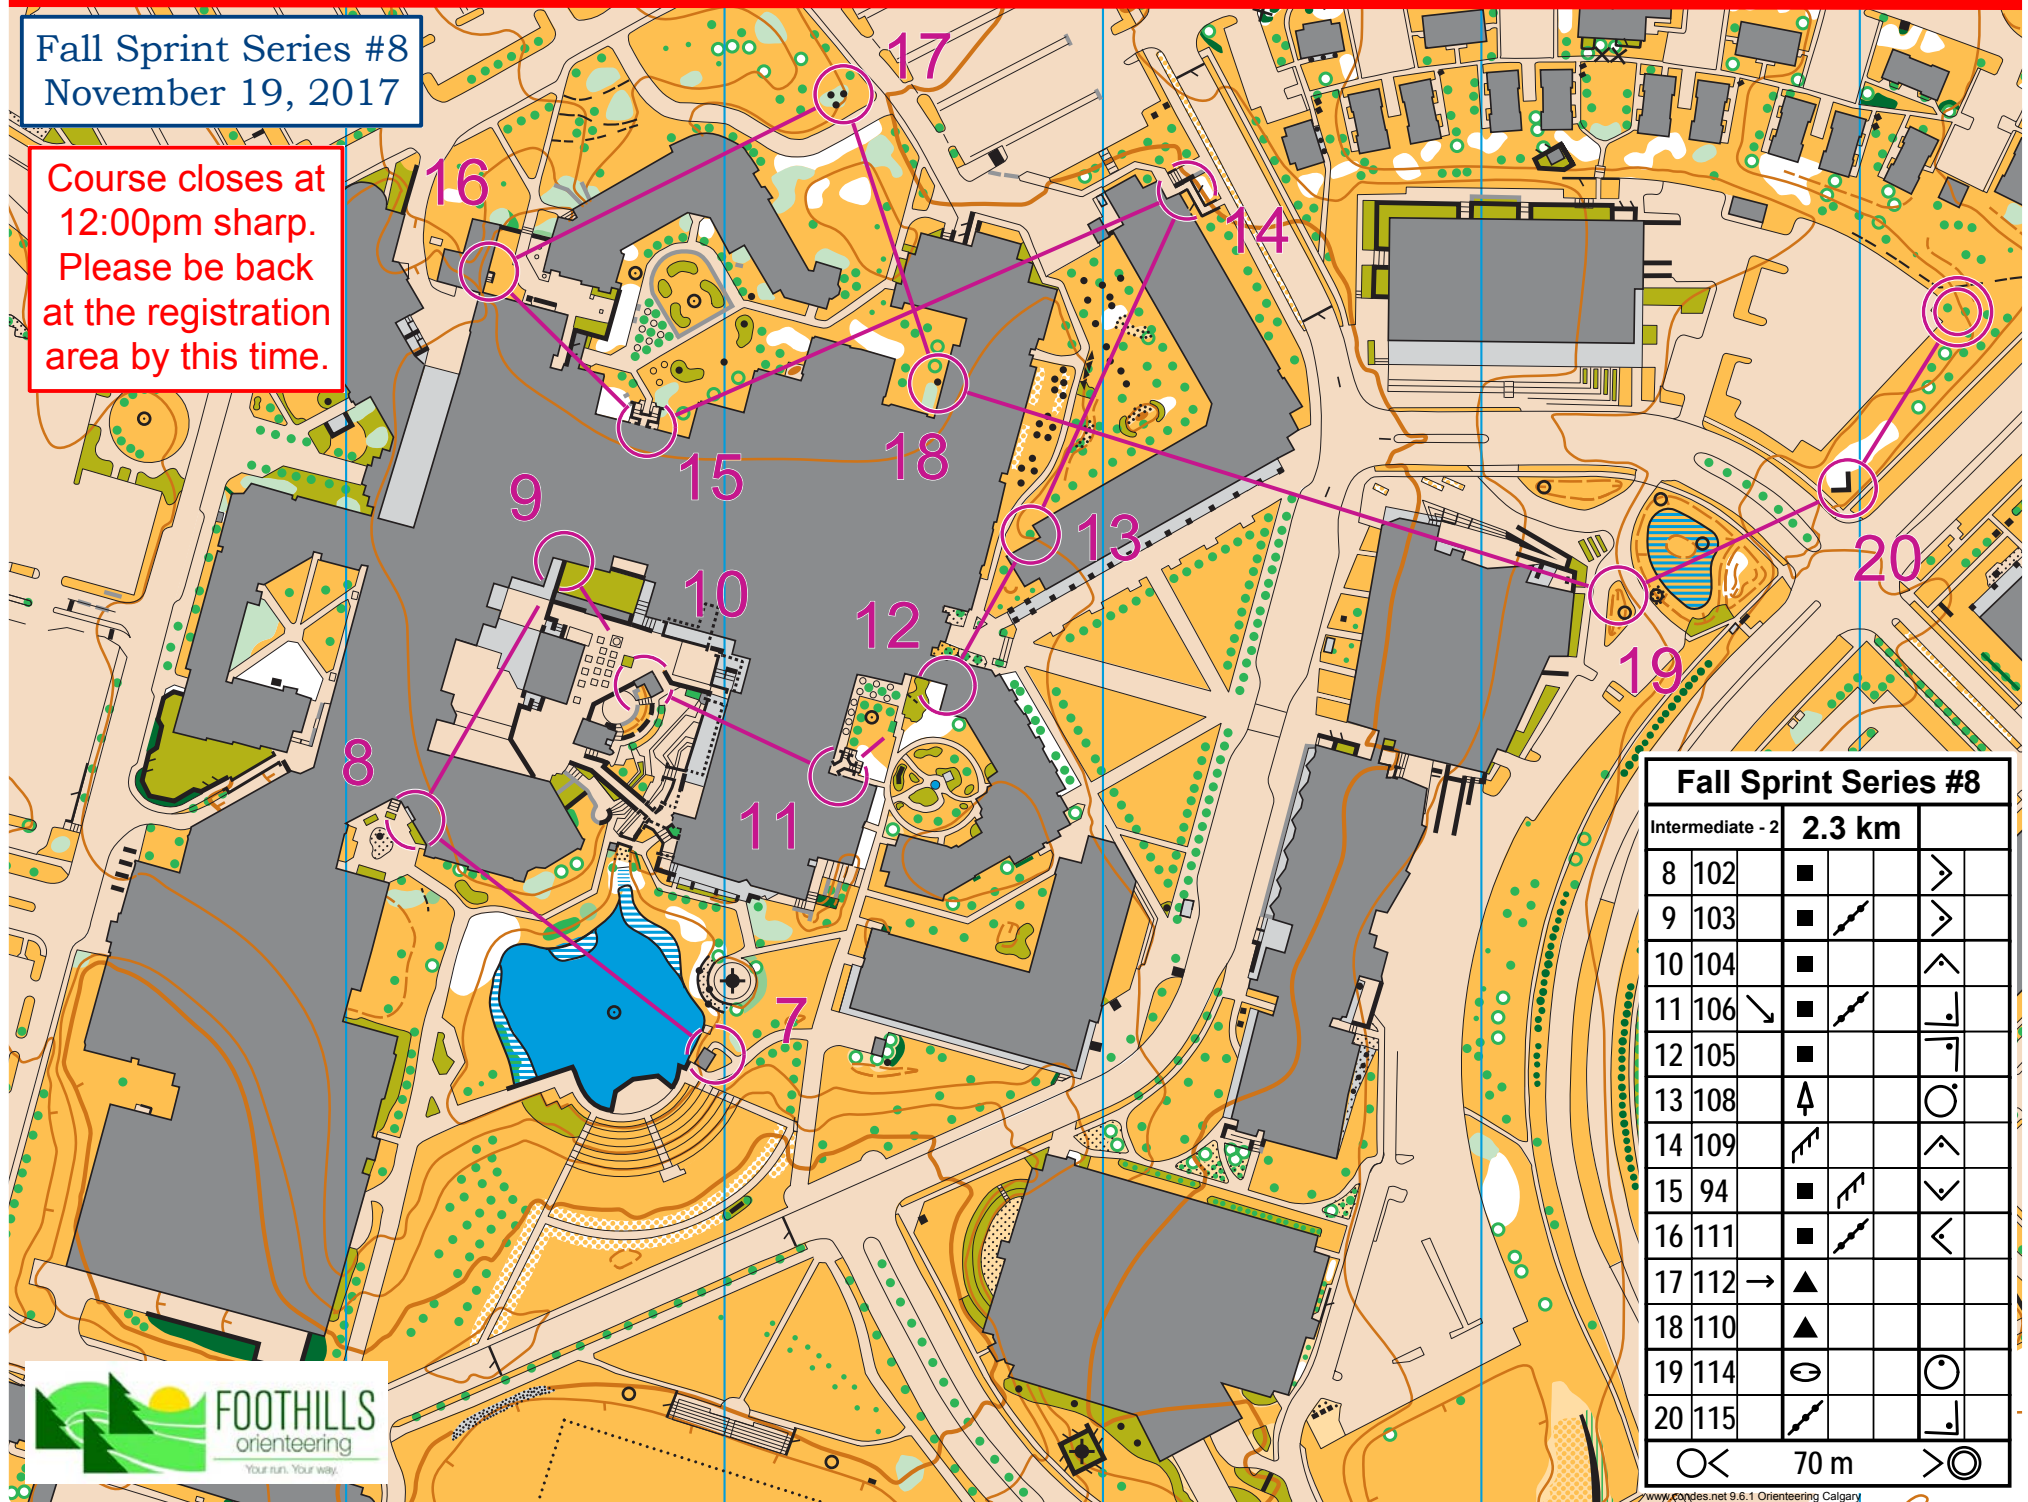 Fall Sprint Series #8
November 19, 2017
Course closes at
12:00pm sharp.
Please be back
at the registration
area by this time.
17
16
14
15
18
9
13
10
20
12
19
8
11
7
Fall Sprint Series #8
Intermediate - 2 2.3 km
8 102
9 103
10 104
11 106
12 105
13 108
14 109
15 94
16 111
17 112
18 110
19 114
20 115
70 m
www.condes.net 9.6.1 Orienteering Calgary
FOOTHILLS
orienteering
Your run. Your way.